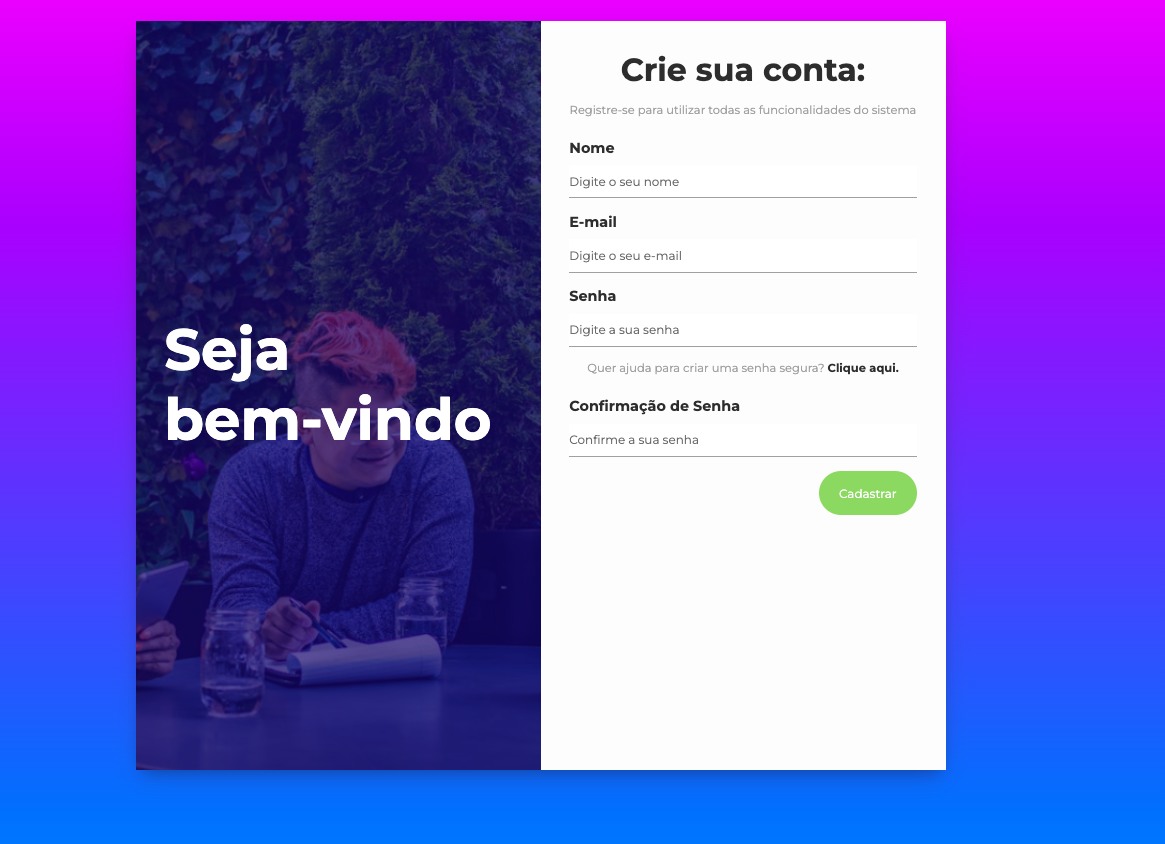 Seja
bem-vindo
Crie sua conta:
Registre-se para utilizar todas as funcionalidades do sistema
Nome
Digite o seu nome
E-mail
Digite o seu e-mail
Senha
Digite a sua senha
Quer ajuda para criar uma senha segura? Clique aqui.
Confirmação de Senha
Confirme a sua senha
Cadastrar